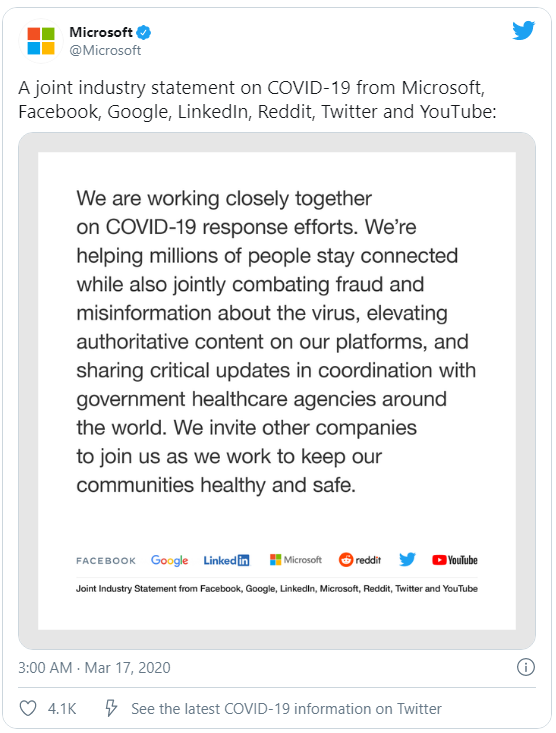 Microsoft
@Microsoft
A joint industry statement on COVID-19 from Microsoft,
Facebook, Google, LinkedIn, Reddit, Twitter and YouTube:
We are working closely together
on COVID-19 response efforts. We’re
helping millions of people stay connected
while also jointly combating fraud and
misinformation about the virus, elevating
authoritative content on our platforms, and
sharing critical updates in coordination with
government healthcare agencies around
the world. We invite other companies
to join us as we work to keep our
communities healthy and safe.
FACEBOOK Google LinkedIn Microsoft reddit YouTube
Joint Industry Statement from Facebook, Google, LinkedIn, Microsoft, Reddit, Twitter and YouTube
3:00 AM · Mar 17, 2020
4.1K See the latest COVID-19 information on Twitter